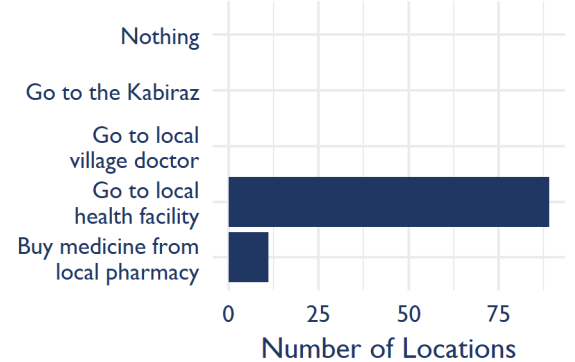 Nothing
Go to the Kabiraz
Go to local
village doctor
Go to local
health facility
Buy medicine from
local pharmacy
0 25 50 75
Number of Locations